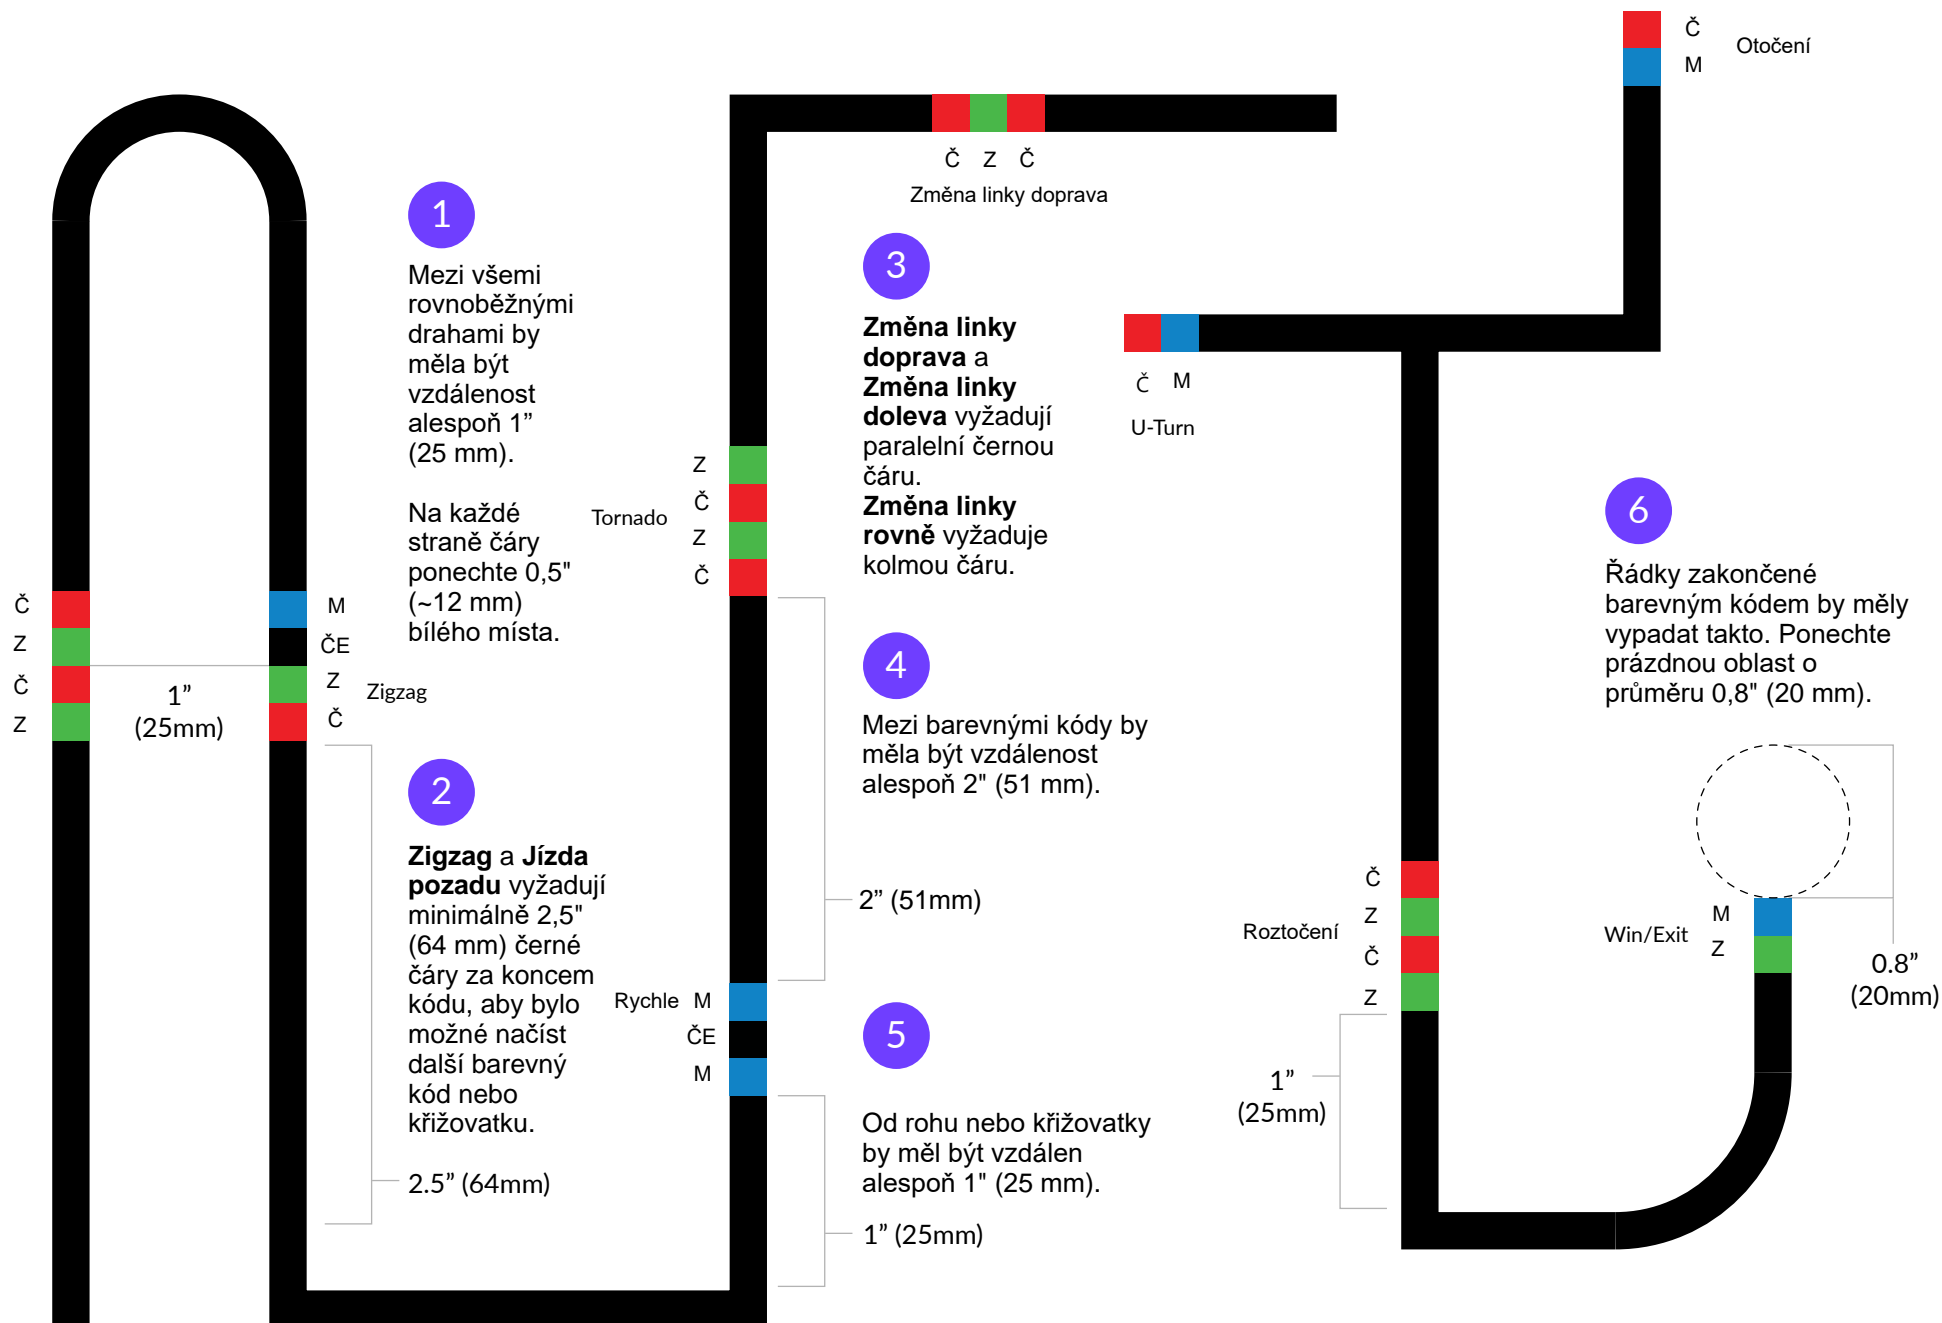 Č
M
Otočení
Č Z Č
Změna linky doprava
1
Mezi všemi
rovnoběžnými
drahami by
měla být
vzdálenost
alespoň 1”
(25 mm).
Na každé
straně čáry
ponechte 0,5"
(~12 mm)
bílého místa.
Č
Z
Č
Z
1”
(25mm)
M
ČE
Z
Č
Zigzag
2
Zigzag a Jízda
pozadu vyžadují
minimálně 2,5"
(64 mm) černé
čáry za koncem
kódu, aby bylo
možné načíst
další barevný
kód nebo
křižovatku.
2.5” (64mm)
Tornado
Z
Č
Z
Č
Rychle M
ČE
M
3
Změna linky
doprava a
Změna linky
doleva vyžadují
paralelní černou
čáru.
Změna linky
rovně vyžaduje
kolmou čáru.
4
Mezi barevnými kódy by
měla být vzdálenost
alespoň 2" (51 mm).
2” (51mm)
5
Od rohu nebo křižovatky
by měl být vzdálen
alespoň 1" (25 mm).
1” (25mm)
Č M
U-Turn
Roztočení
Č
Z
Č
Z
1”
(25mm)
6
Řádky zakončené
barevným kódem by měly
vypadat takto. Ponechte
prázdnou oblast o
průměru 0,8" (20 mm).
Win/Exit
M
Z
0.8”
(20mm)